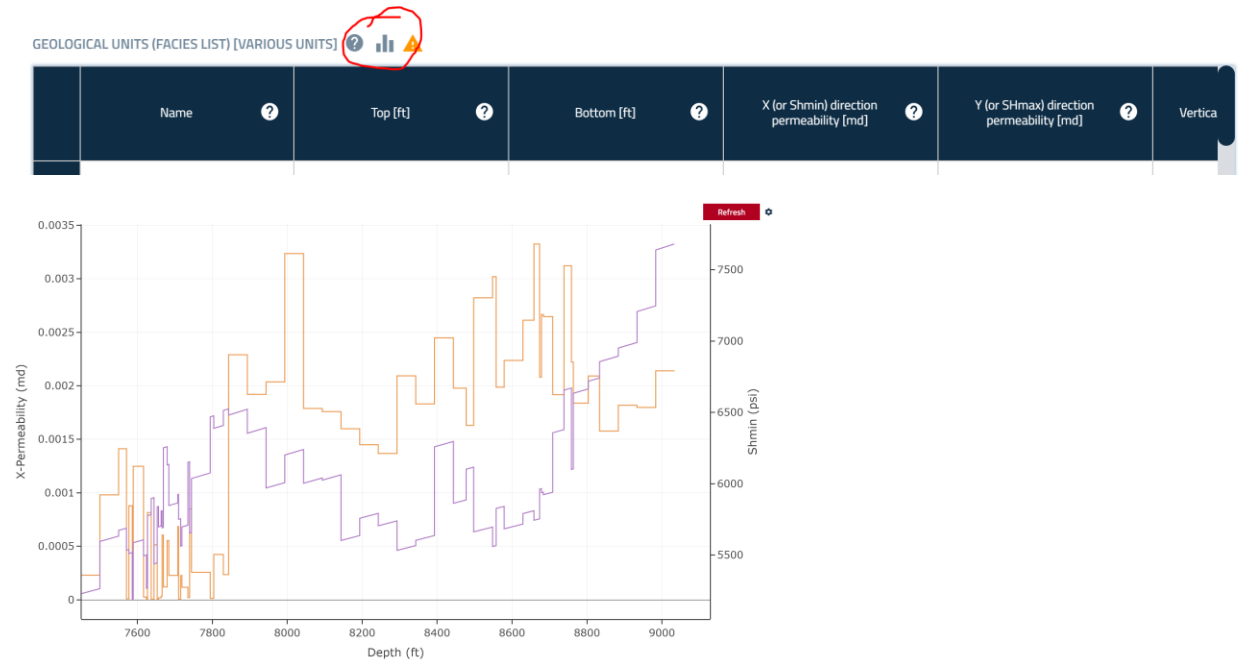 GEOLOGICAL UNITS (FACIES LIST) [VARIOUS UNITS] ?
Name ?
Top [ft] ?
Bottom [ft] ?
X (or Shmin) direction
permeability [md] ?
Y (or SHmax) direction
permeability [md] ?
Vertica
Refresh
0.0035
0.003
0.0025
0.002
0.0015
0.001
0.0005
0
X-Permeability (md)
7500
7000
6500
6000
5500
Shmin (psi)
7600 7800 8000 8200 8400 8600 8800 9000
Depth (ft)